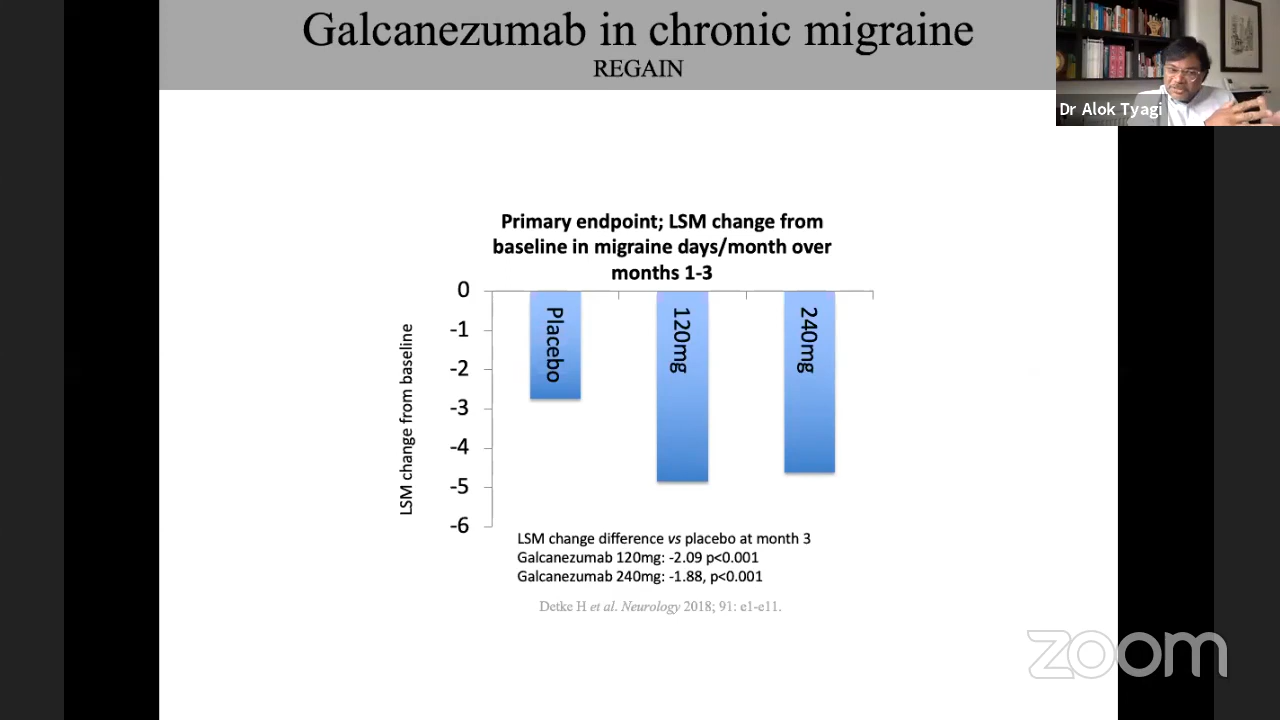 Galcanezumab in chronic migraine
REGAIN
Dr Alok Tyagi
Primary endpoint; LSM change from
baseline in migraine days/month over
months 1-3
LSM change from baseline
0
-1
-2
-3
-4
-5
-6
Placebo
120mg
240mg
LSM change difference vs placebo at month 3
Galcanezumab 120mg: -2.09 p<0.001
Galcanezumab 240mg: -1.88, p<0.001
Detke H et al. Neurology 2018; 91: e1-e11.
zoom